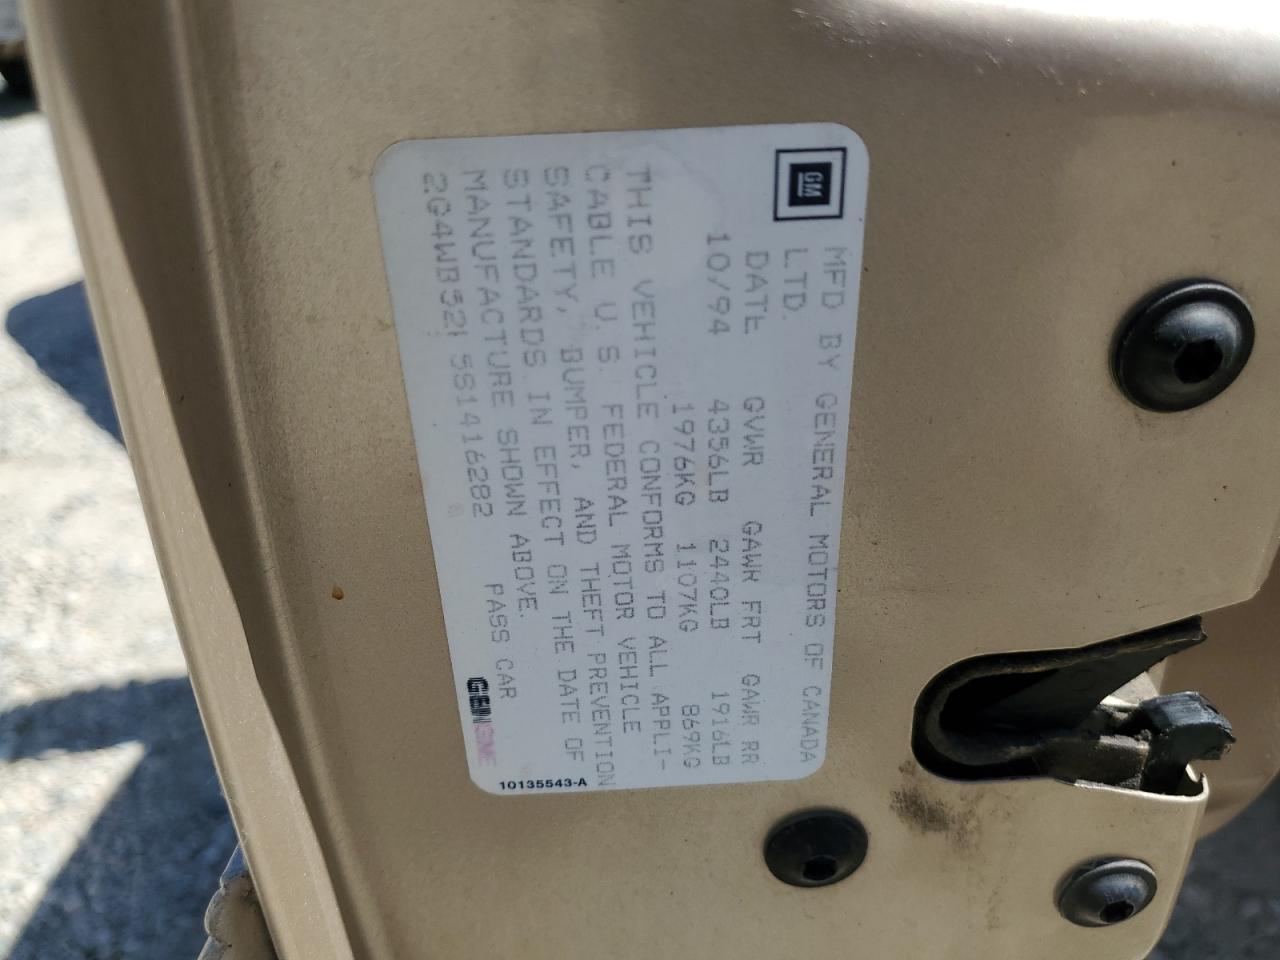 GM
MFD BY GENERAL MOTORS OF CANADA
LTD.
DATE GVWR GAWR FRT GAWR RR
10/94 4356LB 2440LB 1916LB
1976KG 1107KG 869KG
THIS VEHICLE CONFORMS TO ALL APPLI-
CABLE U.S. FEDERAL MOTOR VEHICLE
SAFETY, BUMPER, AND THEFT PREVENTION
STANDARDS IN EFFECT ON THE DATE OF
MANUFACTURE SHOWN ABOVE.
2G4WB52 5S1416282 PASS CAR
10135543-A